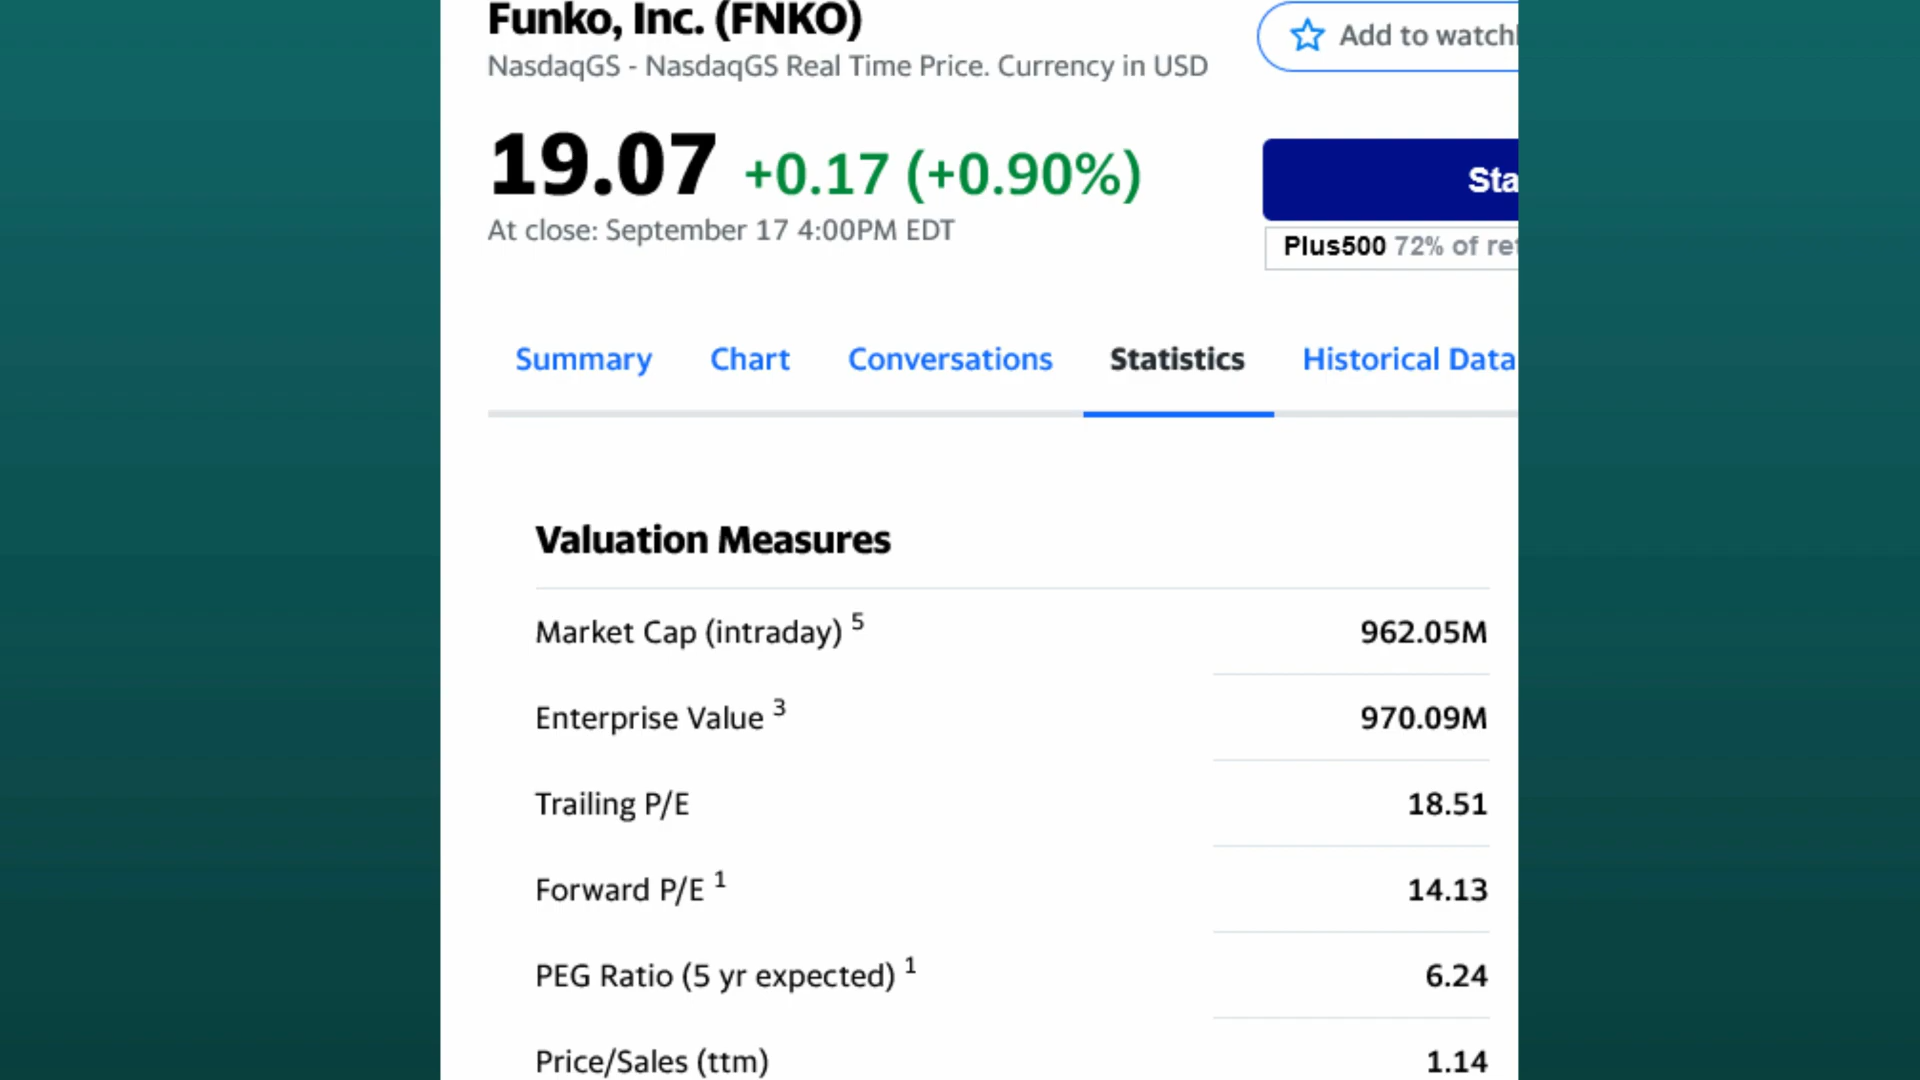 Funko, Inc. (FNKO)
NasdaqGS - NasdaqGS Real Time Price. Currency in USD
Add to watchl
19.07 +0.17 (+0.90%)
At close: September 17 4:00PM EDT
Sta
Plus500 72% of ret
Summary Chart Conversations Statistics Historical Data
Valuation Measures
Market Cap (intraday) 5 962.05M
Enterprise Value 3 970.09M
Trailing P/E 18.51
Forward P/E 1 14.13
PEG Ratio (5 yr expected) 1 6.24
Price/Sales (ttm) 1.14